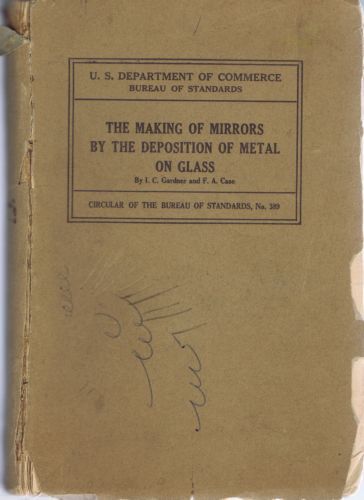 U. S. DEPARTMENT OF COMMERCE
BUREAU OF STANDARDS
THE MAKING OF MIRRORS
BY THE DEPOSITION OF METAL
ON GLASS
By I. C. Gardner and F. A. Case
CIRCULAR OF THE BUREAU OF STANDARDS, No. 389